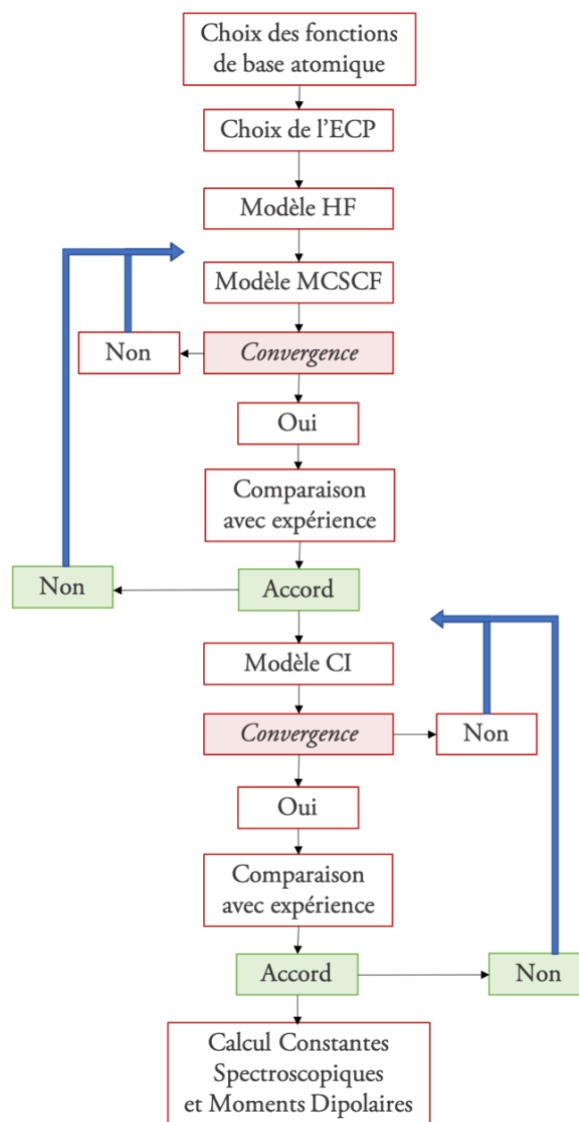 Choix des fonctions
de base atomique
Choix de l’ECP
Modèle HF
Modèle MCSCF
Non
Convergence
Oui
Comparaison
avec expérience
Non
Accord
Modèle CI
Convergence
Non
Oui
Comparaison
avec expérience
Accord
Non
Calcul Constantes
Spectroscopiques
et Moments Dipolaires